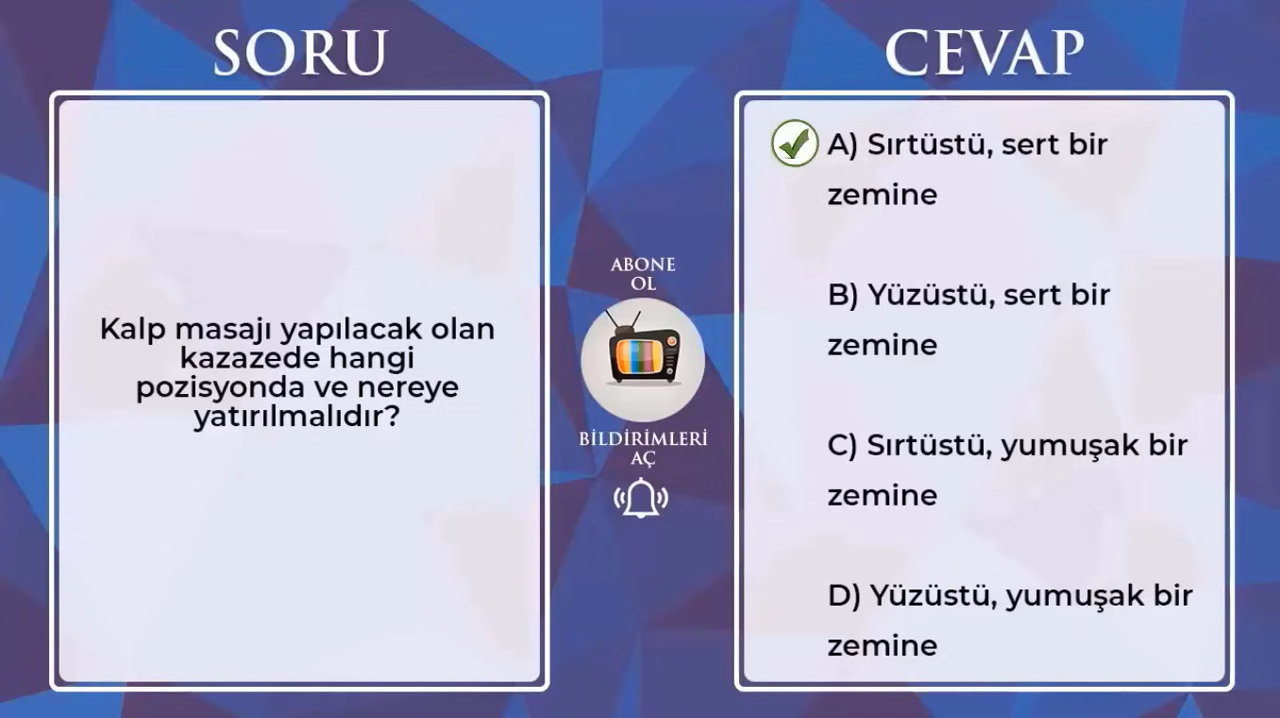 SORU
Kalp masajı yapılacak olan
kazazede hangi
pozisyonda ve nereye
yatırılmalıdır?
ABONE
OL
BİLDİRİMLERİ
AÇ
CEVAP
A) Sırtüstü, sert bir
zemine
B) Yüzüstü, sert bir
zemine
C) Sırtüstü, yumuşak bir
zemine
D) Yüzüstü, yumuşak bir
zemine